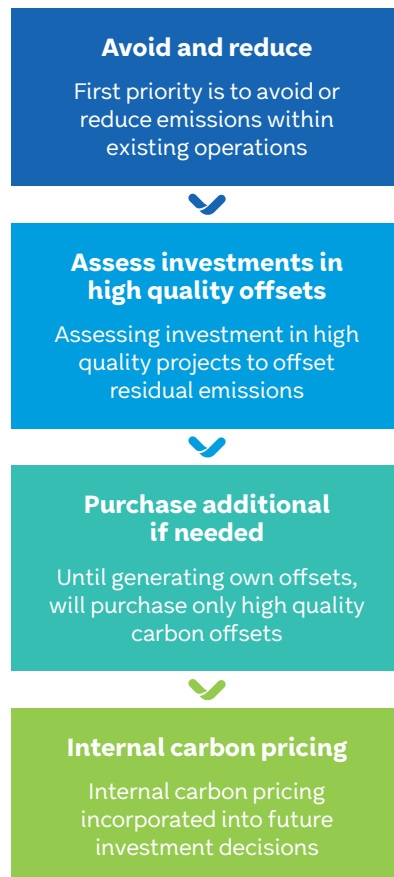 Avoid and reduce
First priority is to avoid or
reduce emissions within
existing operations
Assess investments in
high quality offsets
Assessing investment in high
quality projects to offset
residual emissions
Purchase additional
if needed
Until generating own offsets,
will purchase only high quality
carbon offsets
Internal carbon pricing
Internal carbon pricing
incorporated into future
investment decisions